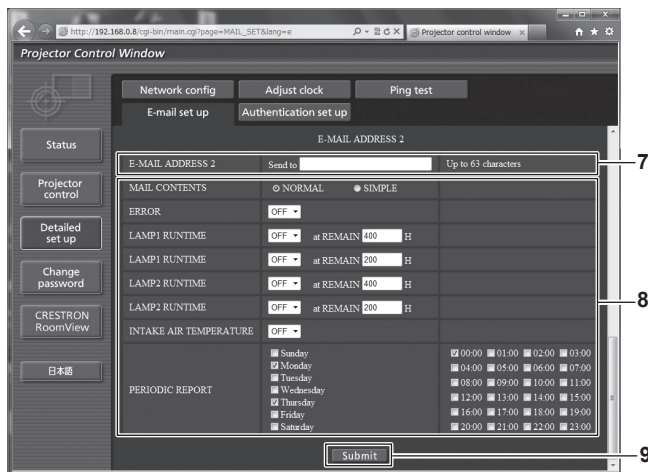 http://192.168.0.8/cgi-bin/main.cgi?page=MAIL_SET&lang=e
Projector control window
Projector Control Window
Network config Adjust clock Ping test
E-mail set up Authentication set up
Status
Projector control
Detailed set up
Change password
CRESTRON RoomView
日本語
E-MAIL ADDRESS 2
E-MAIL ADDRESS 2 Send to Up to 63 characters 7
MAIL CONTENTS NORMAL SIMPLE
ERROR OFF
LAMP1 RUNTIME OFF at REMAIN 400 H
LAMP1 RUNTIME OFF at REMAIN 200 H
LAMP2 RUNTIME OFF at REMAIN 400 H
LAMP2 RUNTIME OFF at REMAIN 200 H
8
INTAKE AIR TEMPERATURE OFF
PERIODIC REPORT
Sunday
Monday
Tuesday
Wednesday
Thursday
Friday
Saturday
00:00 01:00 02:00 03:00
04:00 05:00 06:00 07:00
08:00 09:00 10:00 11:00
12:00 13:00 14:00 15:00
16:00 17:00 18:00 19:00
20:00 21:00 22:00 23:00
Submit 9